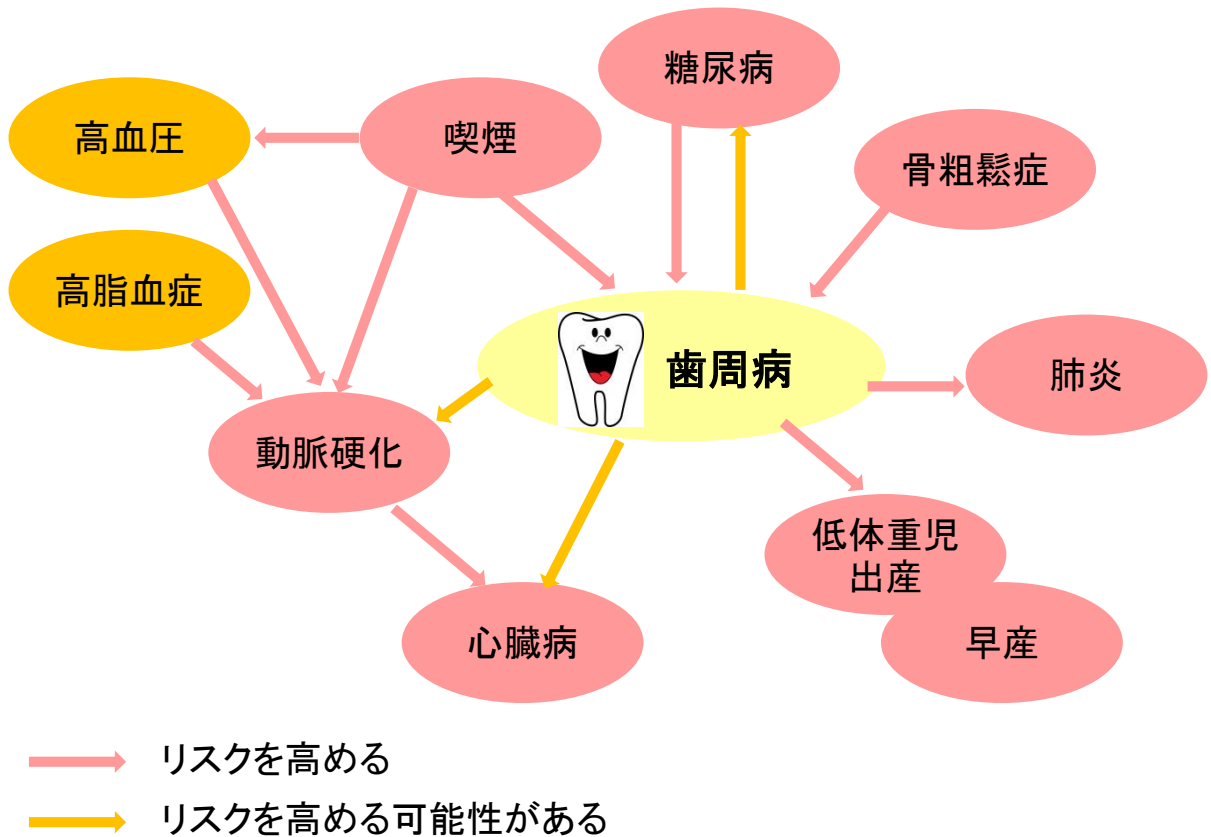 糖尿病
高血圧
喫煙
骨粗鬆症
高脂血症
歯周病
肺炎
動脈硬化
低体重児
出産
心臓病
早産
リスクを高める
リスクを高める可能性がある